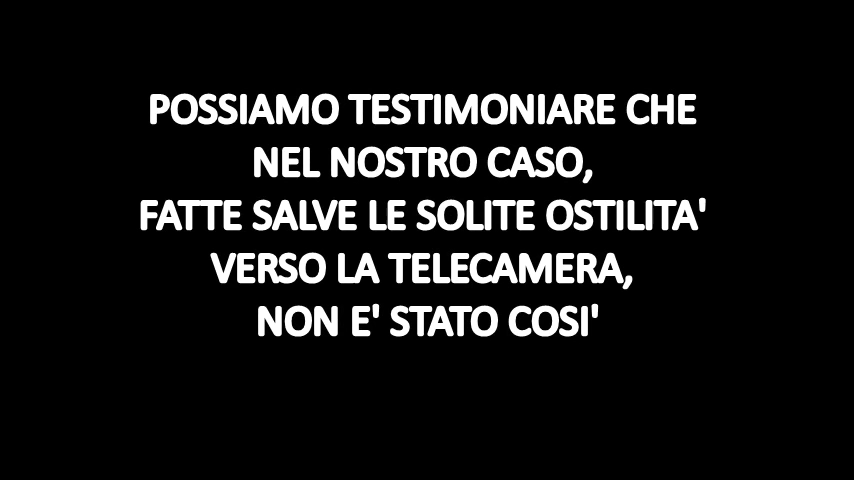 POSSIAMO TESTIMONIARE CHE
NEL NOSTRO CASO,
FATTE SALVE LE SOLITE OSTILITA'
VERSO LA TELECAMERA,
NON E' STATO COSI'